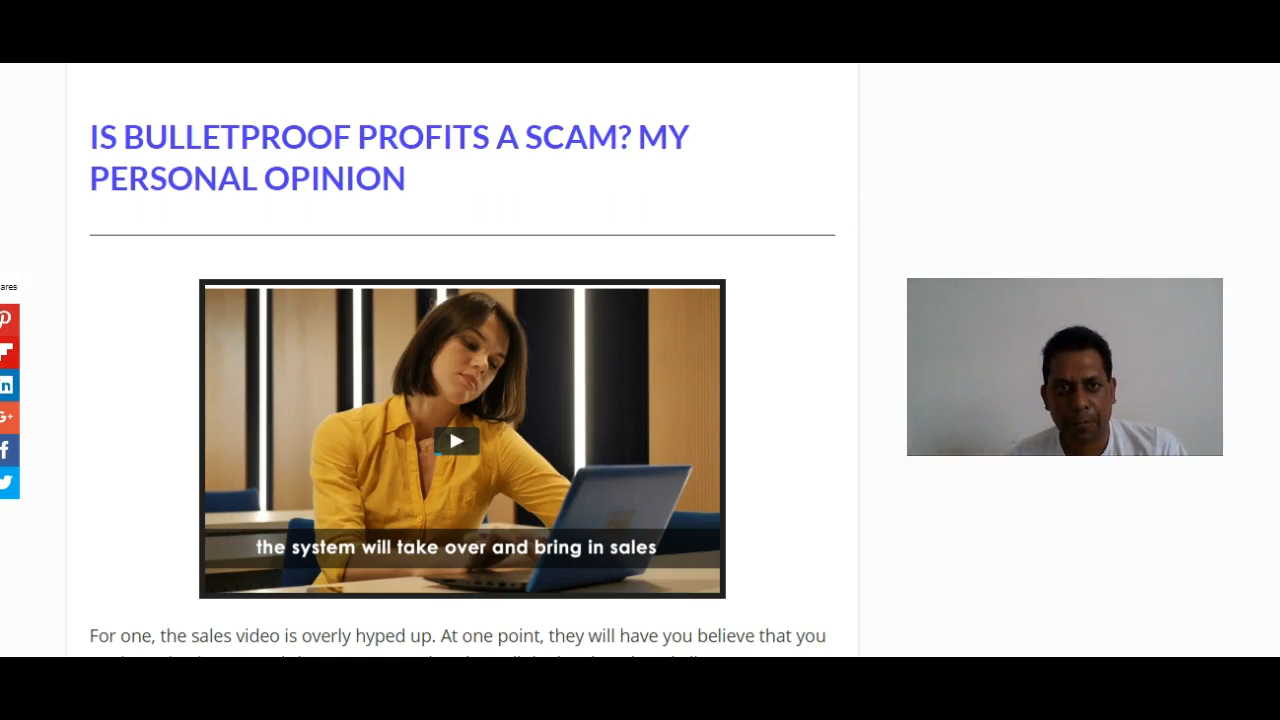 IS BULLETPROOF PROFITS A SCAM? MY
PERSONAL OPINION
ares
the system will take over and bring in sales
For one, the sales video is overly hyped up. At one point, they will have you believe that you